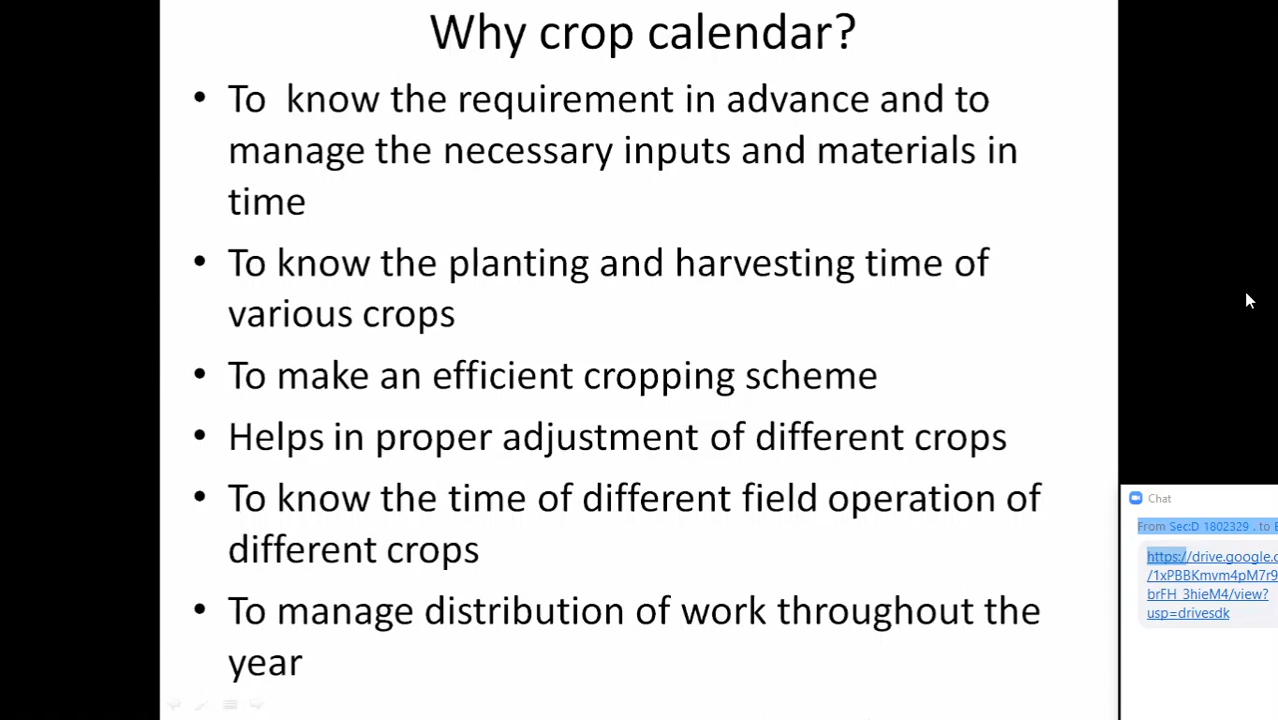 Why crop calendar?
• To know the requirement in advance and to
manage the necessary inputs and materials in
time
• To know the planting and harvesting time of
various crops
• To make an efficient cropping scheme
• Helps in proper adjustment of different crops
• To know the time of different field operation of
different crops
• To manage distribution of work throughout the
year
Chat
From Sec:D 1802329 . to
https://drive.google.
/1xPBBKmvm4pM7r9
brFH_3hieM4/view?
usp=drivesdk